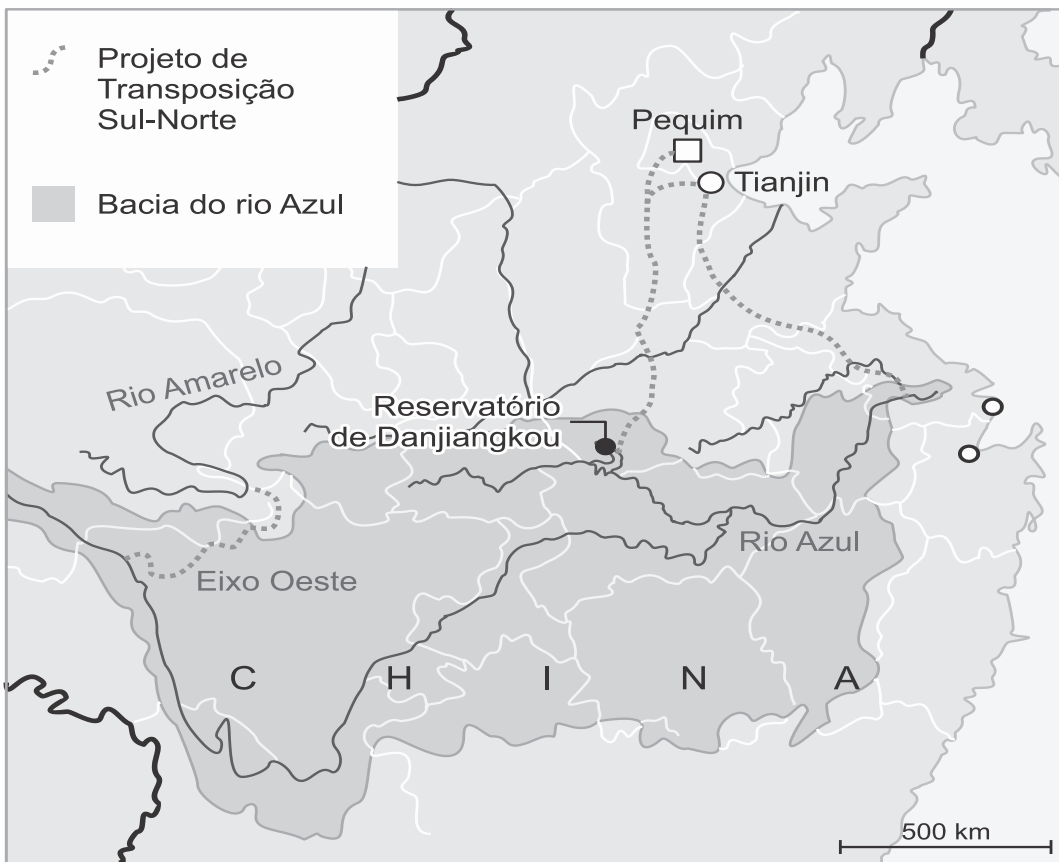 Projeto de
Transposição
Sul-Norte
Bacia do rio Azul
Pequim
Tianjin
Rio Amarelo
Reservatório
de Danjiangkou
Rio Azul
Eixo Oeste
C H I N A
500 km